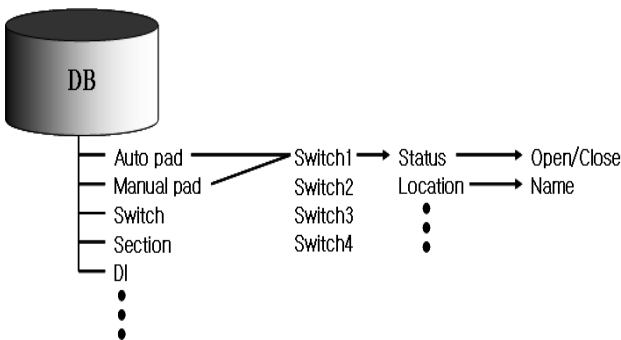 DB
Auto pad Switch1 Status Open/Close
Manual pad Switch2 Location Name
Switch Switch3
Section Switch4
DI